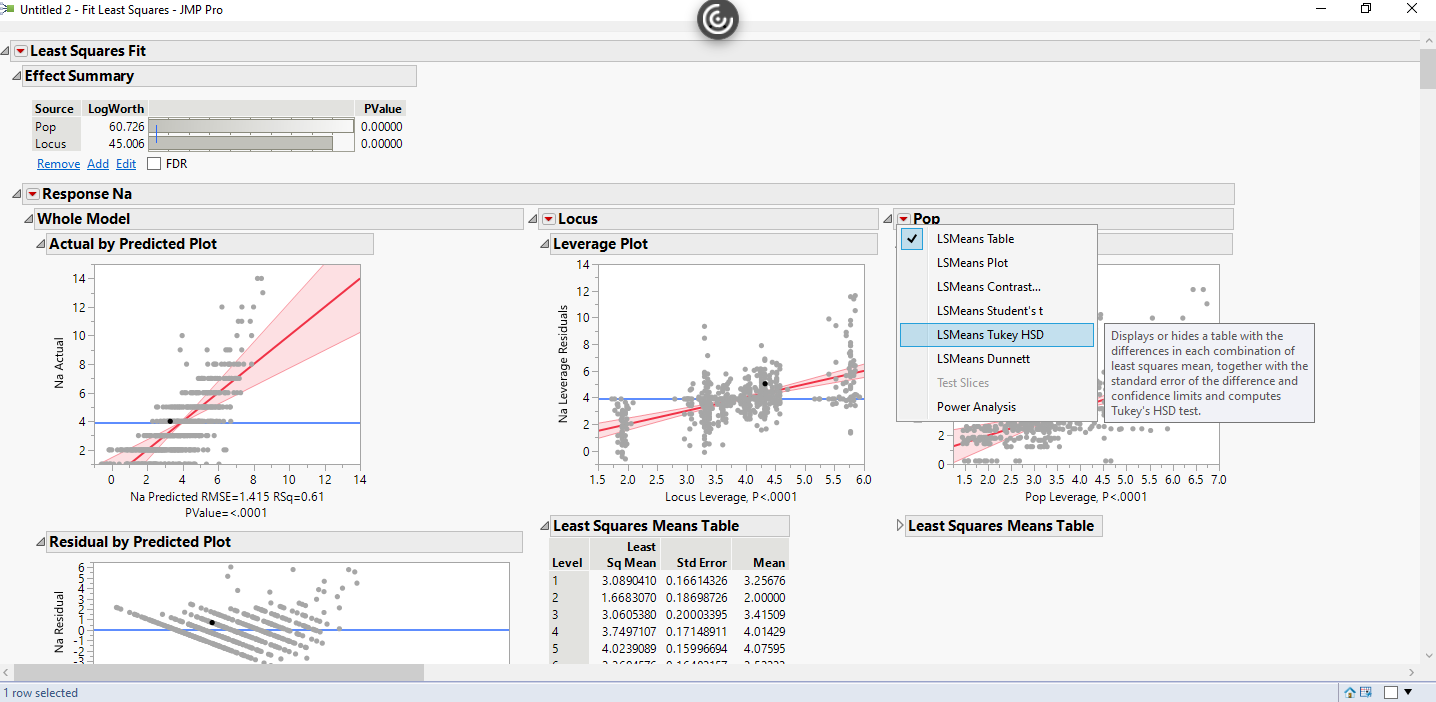 Untitled 2 - Fit Least Squares - JMP Pro
Least Squares Fit
Effect Summary
Source LogWorth PValue
Pop 60.726 0.00000
Locus 45.006 0.00000
Remove Add Edit FDR
Response Na
Whole Model
Actual by Predicted Plot
Na Actual
14
12
10
8
6
4
2
0 2 4 6 8 10 12 14
Na Predicted RMSE=1.415 RSq=0.61
PValue=<.0001
Residual by Predicted Plot
Na Residual
6
5
4
3
2
1
0
-1
-2
-3
Locus
Leverage Plot
Na Leverage Residuals
14
12
10
8
6
4
2
0
1.5 2.0 2.5 3.0 3.5 4.0 4.5 5.0 5.5 6.0
Locus Leverage, P<.0001
Least Squares Means Table
Level Least Sq Mean Std Error Mean
1 3.0890410 0.16614326 3.25676
2 1.6683070 0.18698726 2.00000
3 3.0605380 0.20003395 3.41509
4 3.7497107 0.17148911 4.01429
5 4.0239089 0.15996694 4.07595
Pop
LSMeans Table
LSMeans Plot
LSMeans Contrast...
LSMeans Student's t
LSMeans Tukey HSD
LSMeans Dunnett
Test Slices
Power Analysis
Displays or hides a table with the
differences in each combination of
least squares mean, together with the
standard error of the difference and
confidence limits and computes
Tukey's HSD test.
2
0
1.5 2.0 2.5 3.0 3.5 4.0 4.5 5.0 5.5 6.0 6.5 7.0
Pop Leverage, P<.0001
Least Squares Means Table
1 row selected